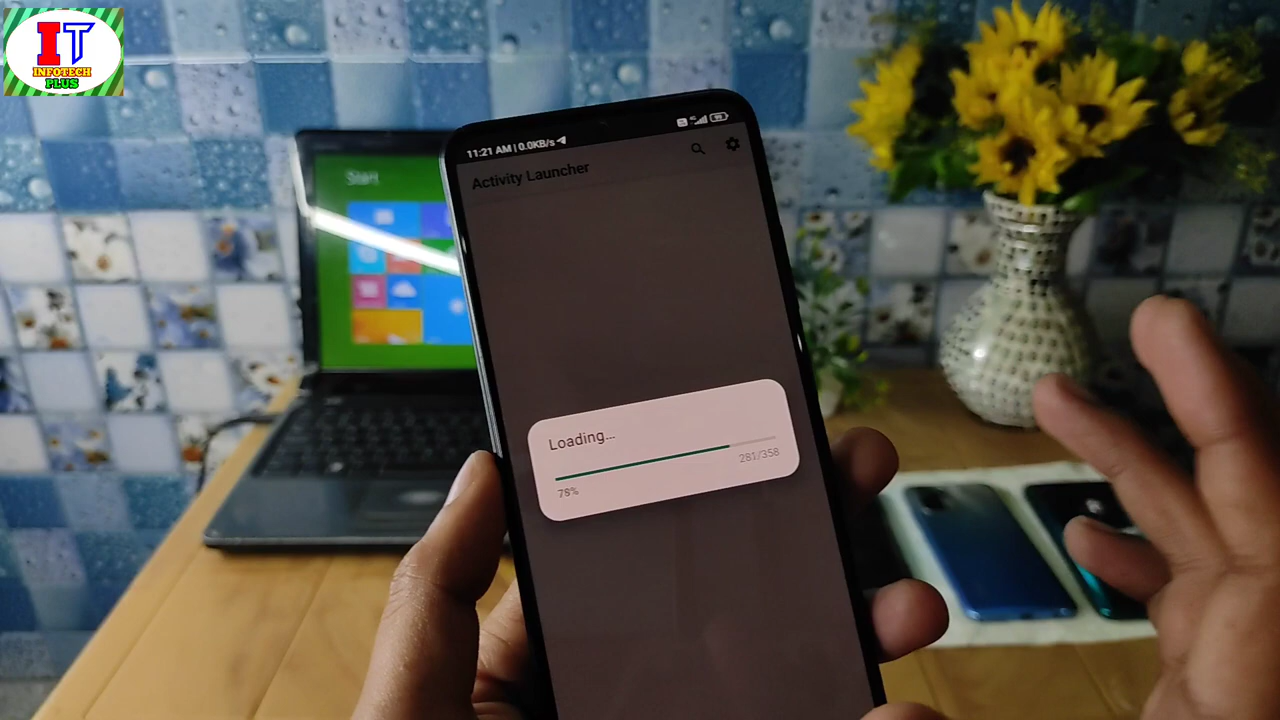 IT
INFOTECH
PLUS
11:21 AM | 0.0KB/s
Activity Launcher
Start
Loading...
281/358
78%